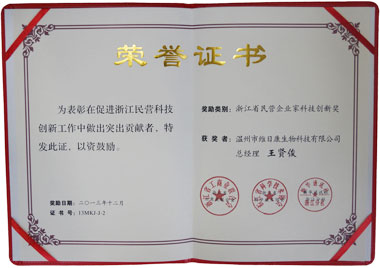 荣誉证书
为表彰在促进浙江民营科技
创新工作中做出突出贡献者，特
发此证，以资鼓励。
奖励日期：二〇一三年十二月
证书号：13MKJ-J-2
奖励类别：浙江省民营企业家科技创新奖
获奖者：温州市维日康生物科技有限公司
总经理 王贤俊